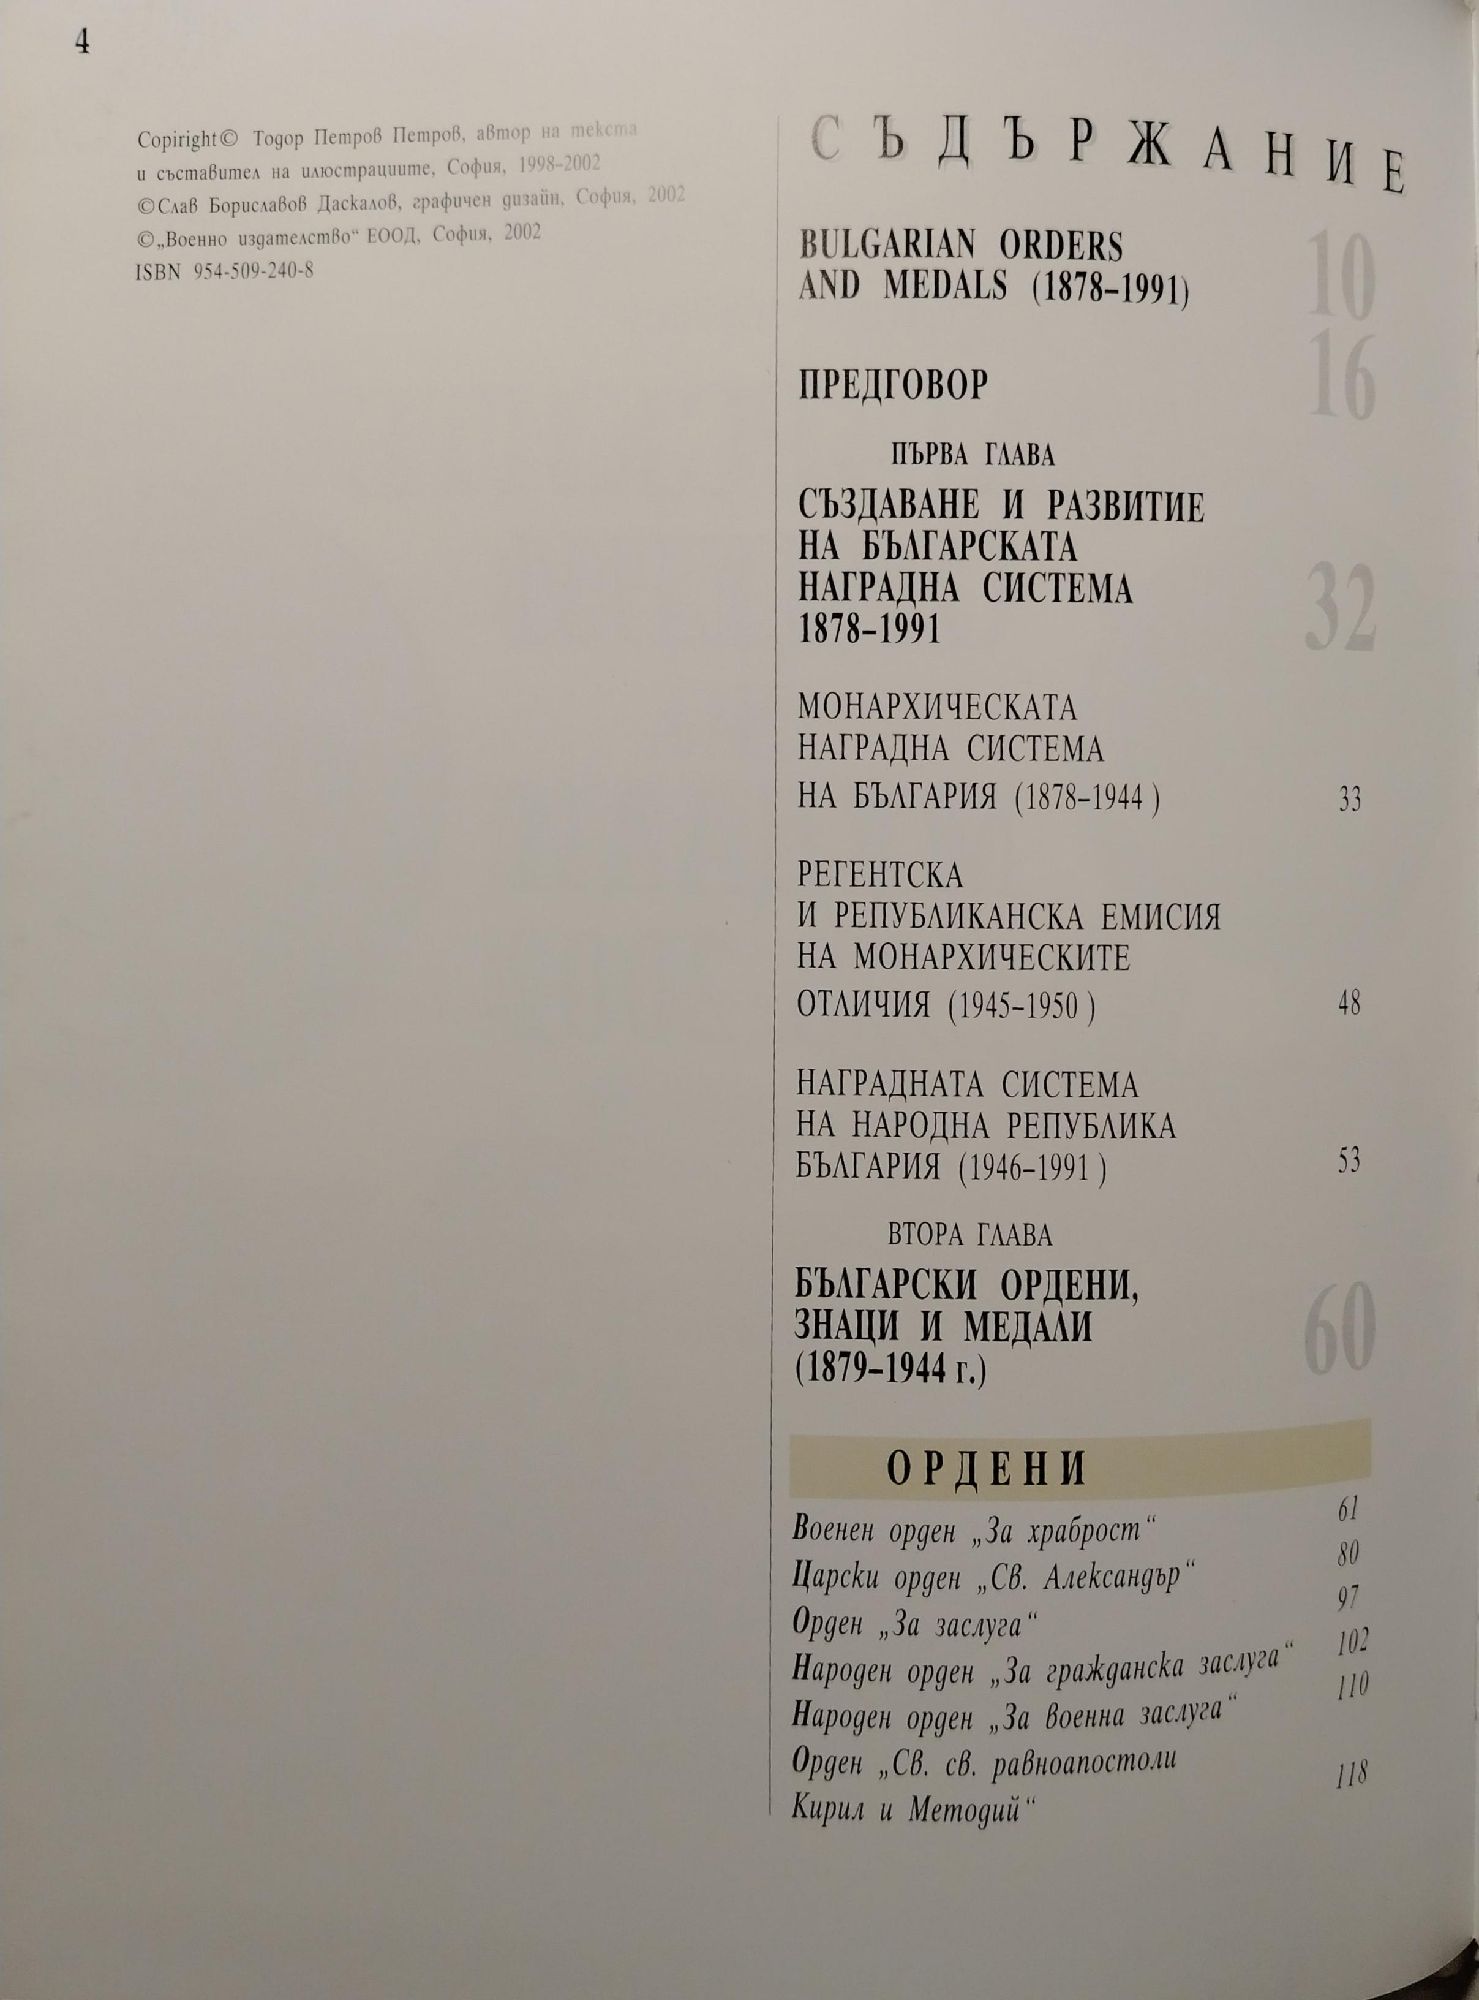 4
Copiright© Тодор Петров Петров, автор на текста
и съставител на илюстрациите, София, 1998-2002
©Слав Бориславов Даскалов, графичен дизайн, София, 2002
©„Военно издателство“ ЕООД, София, 2002
ISBN 954-509-240-8
СЪДЪРЖАНИЕ
BULGARIAN ORDERS
AND MEDALS (1878–1991)
10
ПРЕДГОВОР
16
ПЪРВА ГЛАВА
СЪЗДАВАНЕ И РАЗВИТИЕ
НА БЪЛГАРСКАТА
НАГРАДНА СИСТЕМА
1878–1991
32
МОНАРХИЧЕСКАТА
НАГРАДНА СИСТЕМА
НА БЪЛГАРИЯ (1878–1944 ) 33
РЕГЕНТСКА
И РЕПУБЛИКАНСКА ЕМИСИЯ
НА МОНАРХИЧЕСКИТЕ
ОТЛИЧИЯ (1945–1950 ) 48
НАГРАДНАТА СИСТЕМА
НА НАРОДНА РЕПУБЛИКА
БЪЛГАРИЯ (1946–1991 ) 53
ВТОРА ГЛАВА
БЪЛГАРСКИ ОРДЕНИ,
ЗНАЦИ И МЕДАЛИ
(1879–1944 г.)
60
ОРДЕНИ
Военен орден „За храброст“ 61
Царски орден „Св. Александър“ 80
Орден „За заслуга“ 97
Народен орден „За гражданска заслуга“ 102
Народен орден „За военна заслуга“ 110
Орден „Св. св. равноапостоли
Кирил и Методий“ 118